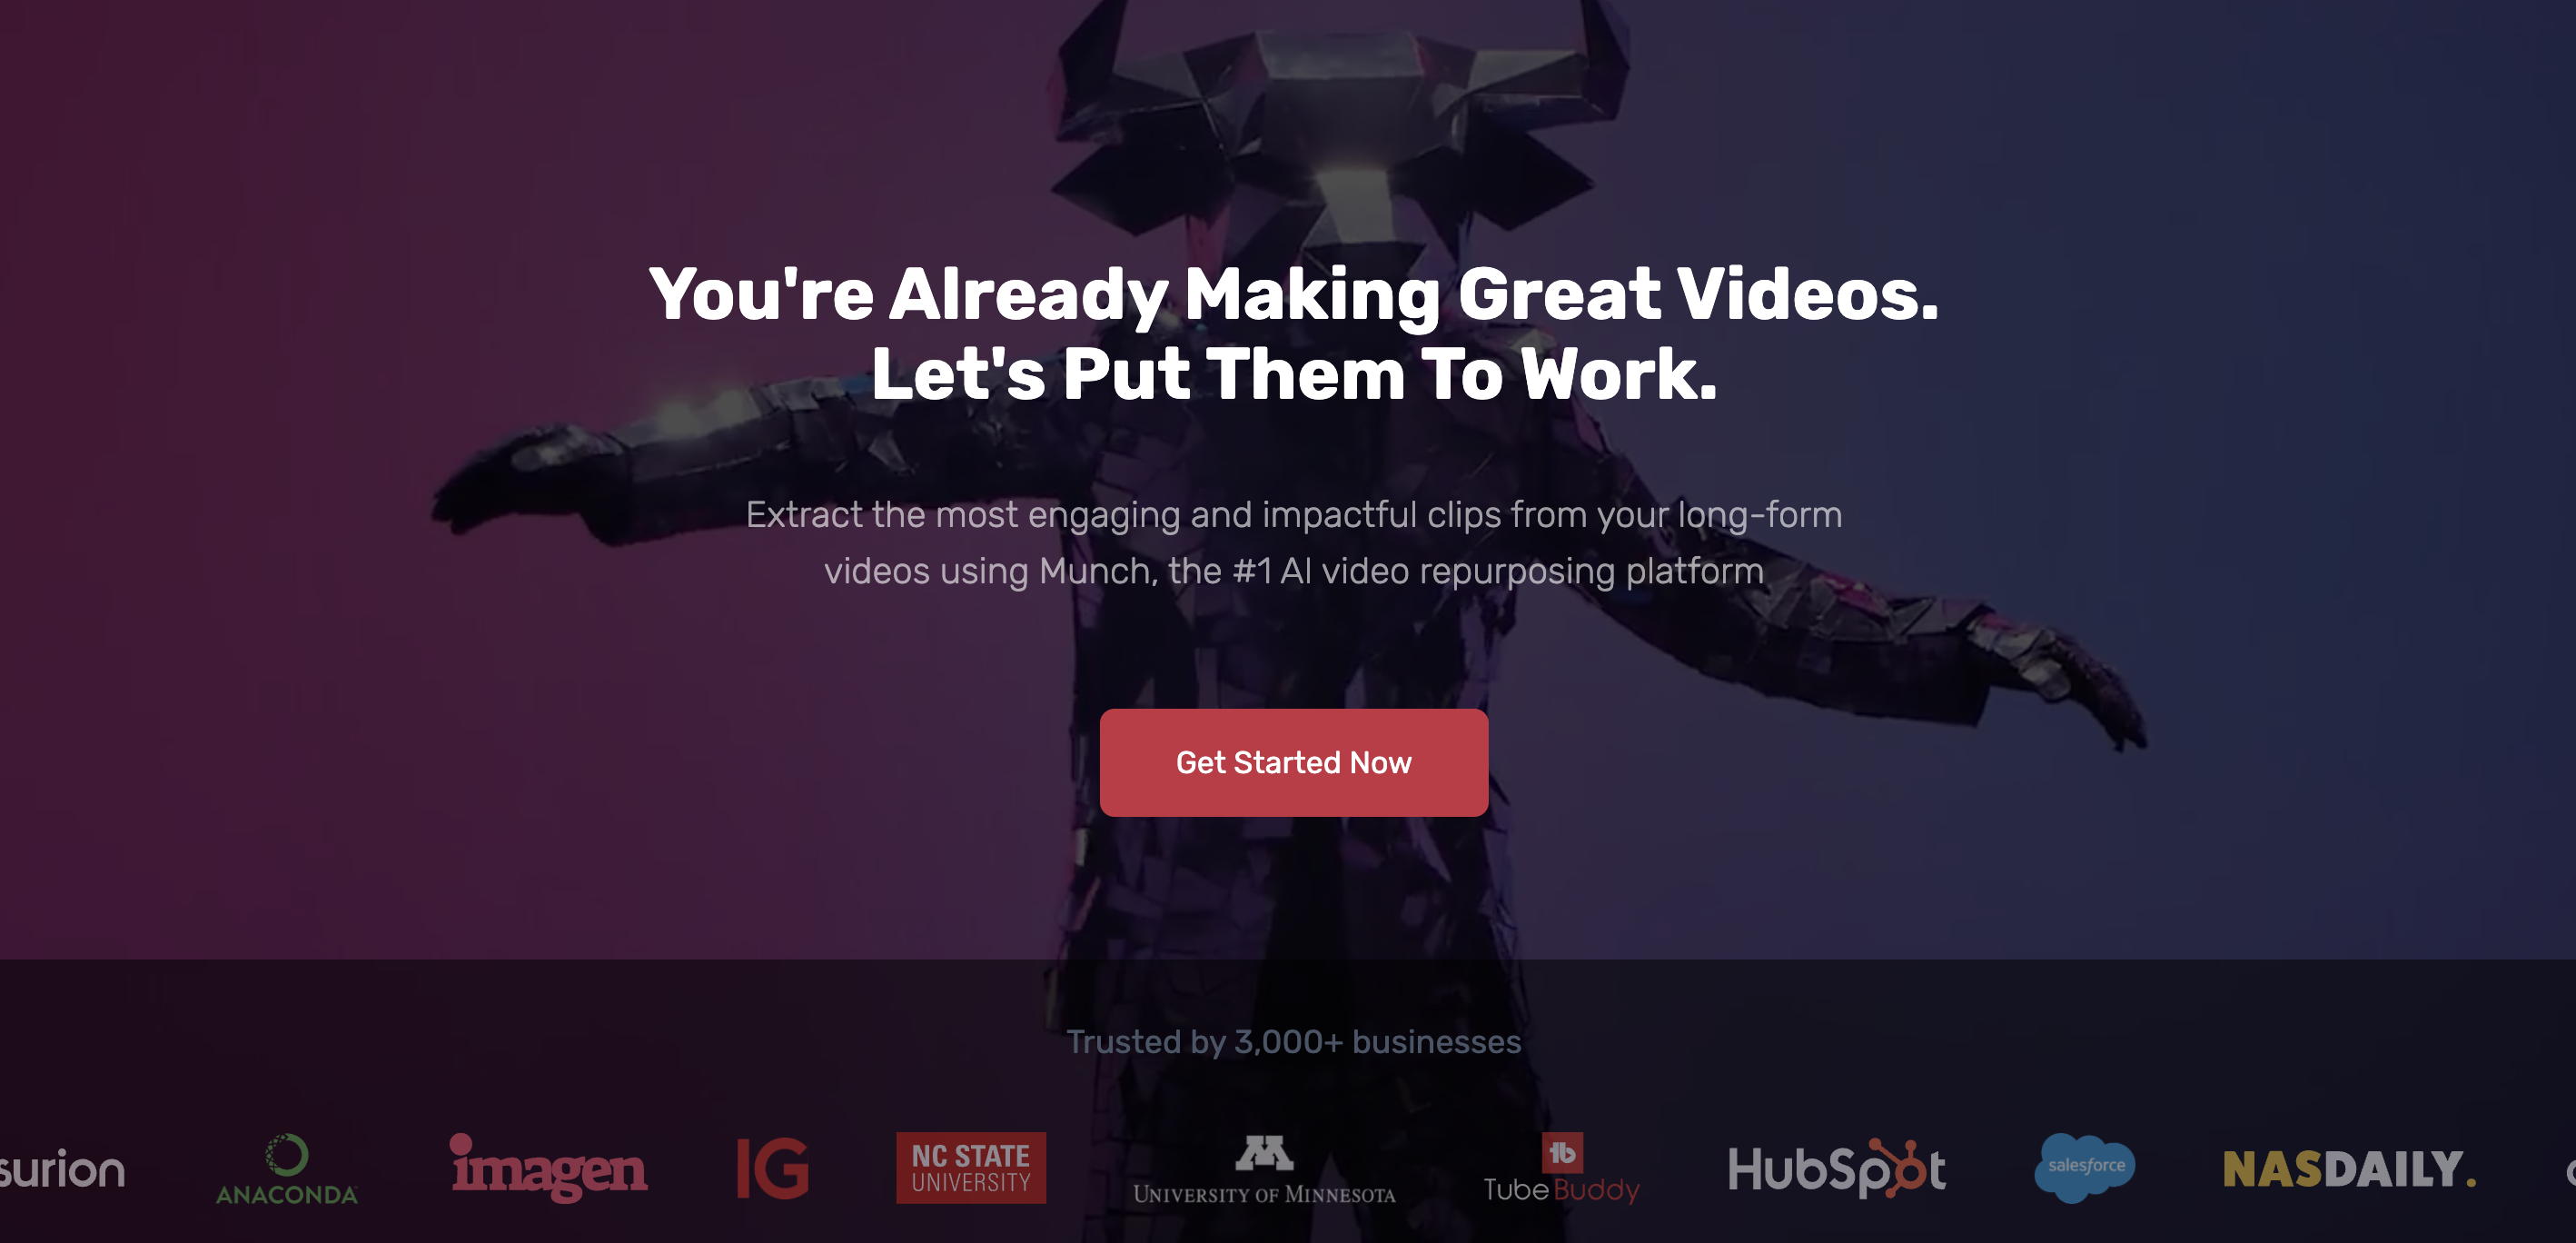 You're Already Making Great Videos.
Let's Put Them To Work.
Extract the most engaging and impactful clips from your long-form
videos using Munch, the #1 AI video repurposing platform
Get Started Now
Trusted by 3,000+ businesses
surion
ANACONDA
imagen
IG
NC STATE
UNIVERSITY
M
UNIVERSITY OF MINNESOTA
tb
TubeBuddy
HubSpot
salesforce
NASDAILY.